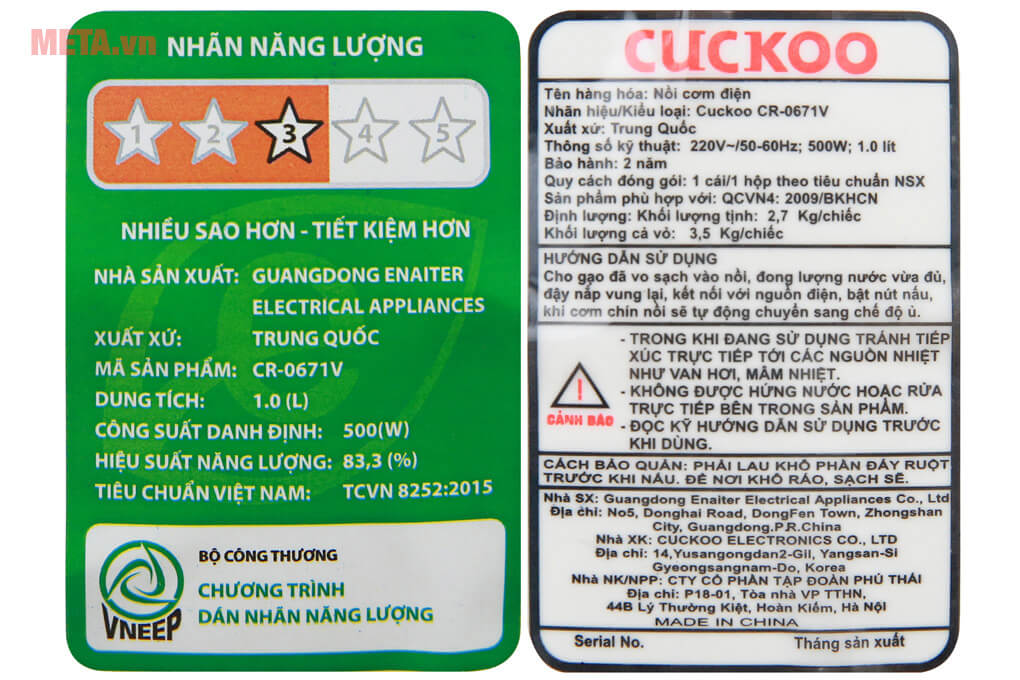 META.vn
NHÃN NĂNG LƯỢNG
1 2 3 4 5
NHIỀU SAO HƠN - TIẾT KIỆM HƠN
NHÀ SẢN XUẤT: GUANGDONG ENAITER
ELECTRICAL APPLIANCES
XUẤT XỨ: TRUNG QUỐC
MÃ SẢN PHẨM: CR-0671V
DUNG TÍCH: 1.0 (L)
CÔNG SUẤT DANH ĐỊNH: 500(W)
HIỆU SUẤT NĂNG LƯỢNG: 83,3 (%)
TIÊU CHUẨN VIỆT NAM: TCVN 8252:2015
VNEEP
BỘ CÔNG THƯƠNG
CHƯƠNG TRÌNH
DÁN NHÃN NĂNG LƯỢNG
CUCKOO
Tên hàng hóa: Nồi cơm điện
Nhãn hiệu/Kiểu loại: Cuckoo CR-0671V
Xuất xứ: Trung Quốc
Thông số kỹ thuật: 220V~/50-60Hz; 500W; 1.0 lít
Bảo hành: 2 năm
Quy cách đóng gói: 1 cái/1 hộp theo tiêu chuẩn NSX
Sản phẩm phù hợp với: QCVN4: 2009/BKHCN
Định lượng: Khối lượng tịnh: 2,7 Kg/chiếc
Khối lượng cả vỏ: 3,5 Kg/chiếc
HƯỚNG DẪN SỬ DỤNG
Cho gạo đã vo sạch vào nồi, đong lượng nước vừa đủ,
đậy nắp vung lại, kết nối với nguồn điện, bật nút nấu,
khi cơm chín nồi sẽ tự động chuyển sang chế độ ủ.
- TRONG KHI ĐANG SỬ DỤNG TRÁNH TIẾP
XÚC TRỰC TIẾP TỚI CÁC NGUỒN NHIỆT
NHƯ VAN HƠI, MÂM NHIỆT.
- KHÔNG ĐƯỢC HỨNG NƯỚC HOẶC RỬA
TRỰC TIẾP BÊN TRONG SẢN PHẨM.
- ĐỌC KỸ HƯỚNG DẪN SỬ DỤNG TRƯỚC
KHI DÙNG.
CẢNH BÁO
CÁCH BẢO QUẢN: PHẢI LAU KHÔ PHẦN ĐÁY RUỘT
TRƯỚC KHI NẤU. ĐỂ NƠI KHÔ RÁO, SẠCH SẼ.
Nhà SX: Guangdong Enaiter Electrical Appliances Co., Ltd
Địa chỉ: No5, Donghai Road, DongFen Town, Zhongshan
City, Guangdong.P.R.China
Nhà XK: CUCKOO ELECTRONICS CO., LTD
Địa chỉ: 14,Yusangongdan2-Gil, Yangsan-Si
Gyeongsangnam-Do, Korea
Nhà NK/NPP: CTY CỔ PHẦN TẬP ĐOÀN PHÚ THÁI
Địa chỉ: P18-01, Tòa nhà VP TTHN,
44B Lý Thường Kiệt, Hoàn Kiếm, Hà Nội
MADE IN CHINA
Serial No. Tháng sản xuất